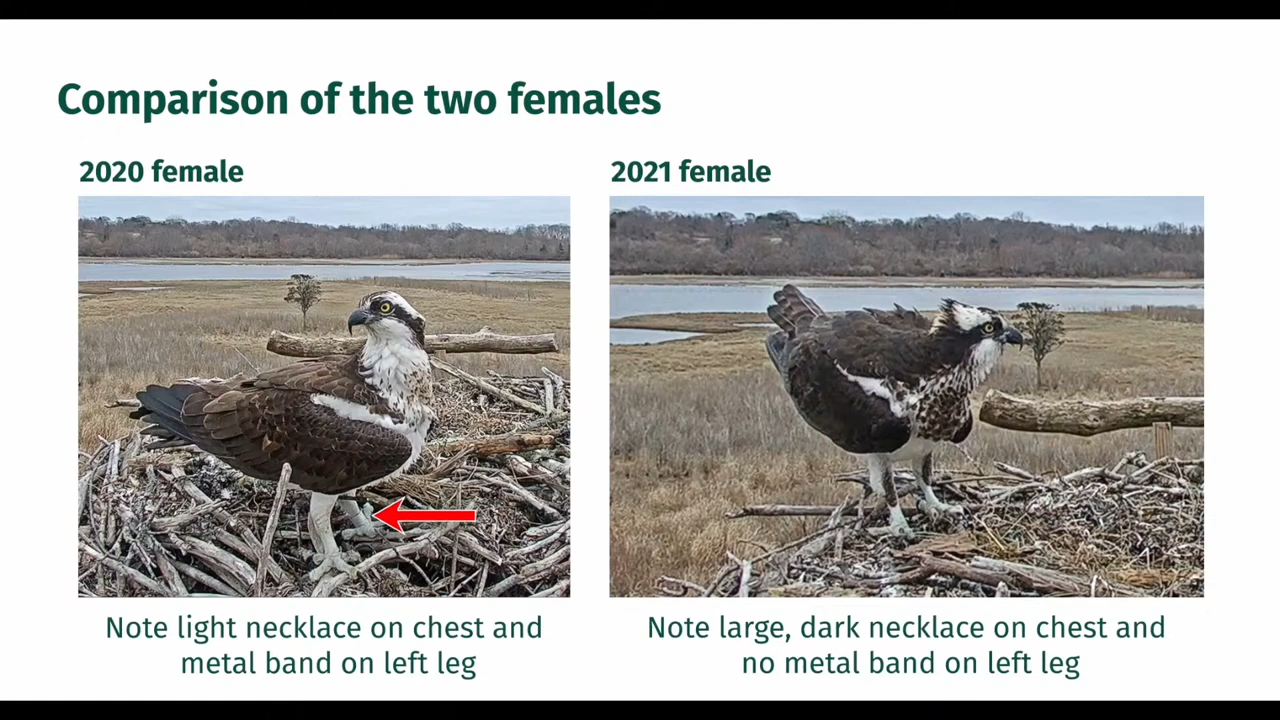 Comparison of the two females
2020 female
2021 female
Note light necklace on chest and
metal band on left leg
Note large, dark necklace on chest and
no metal band on left leg